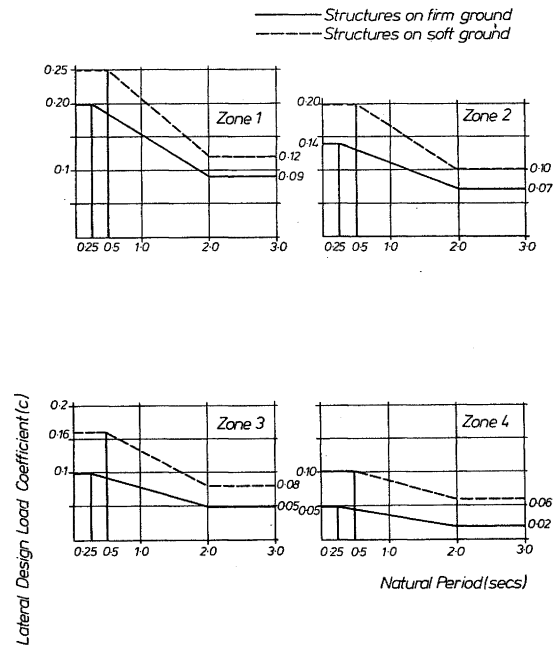 Structures on firm ground
Structures on soft ground
Zone 1
0·25
0·20
0·1
0·12
0·09
0·25 0·5 1·0 2·0 3·0
Zone 2
0·20
0·14
0·10
0·07
0·25 0·5 1·0 2·0 3·0
Lateral Design Load Coefficient (c)
Zone 3
0·2
0·16
0·1
0·08
0·05
0·25 0·5 1·0 2·0 3·0
Zone 4
0·10
0·05
0·06
0·02
0·25 0·5 1·0 2·0 3·0
Natural Period (secs)